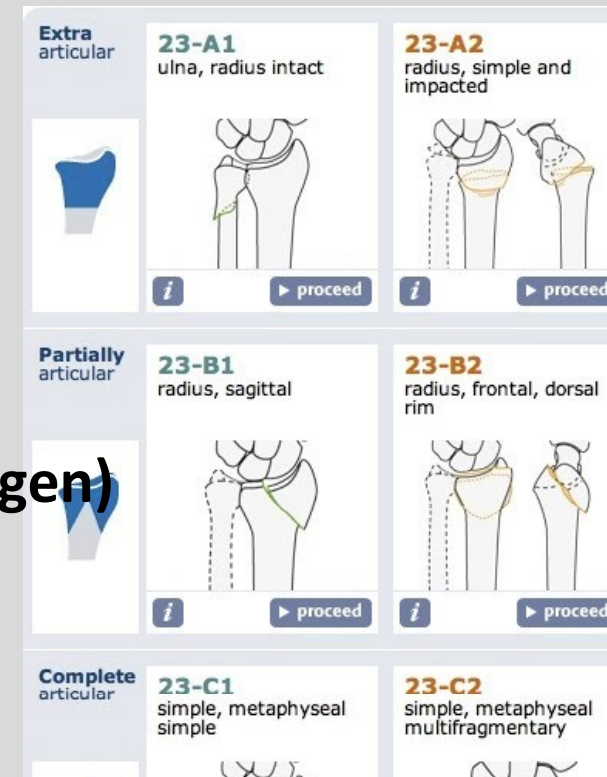 Extra
articular
23-A1
ulna, radius intact
23-A2
radius, simple and
impacted
i
proceed
i
proceed
Partially
articular
23-B1
radius, sagittal
23-B2
radius, frontal, dorsal
rim
gen)
i
proceed
i
proceed
Complete
articular
23-C1
simple, metaphyseal
simple
23-C2
simple, metaphyseal
multifragmentary